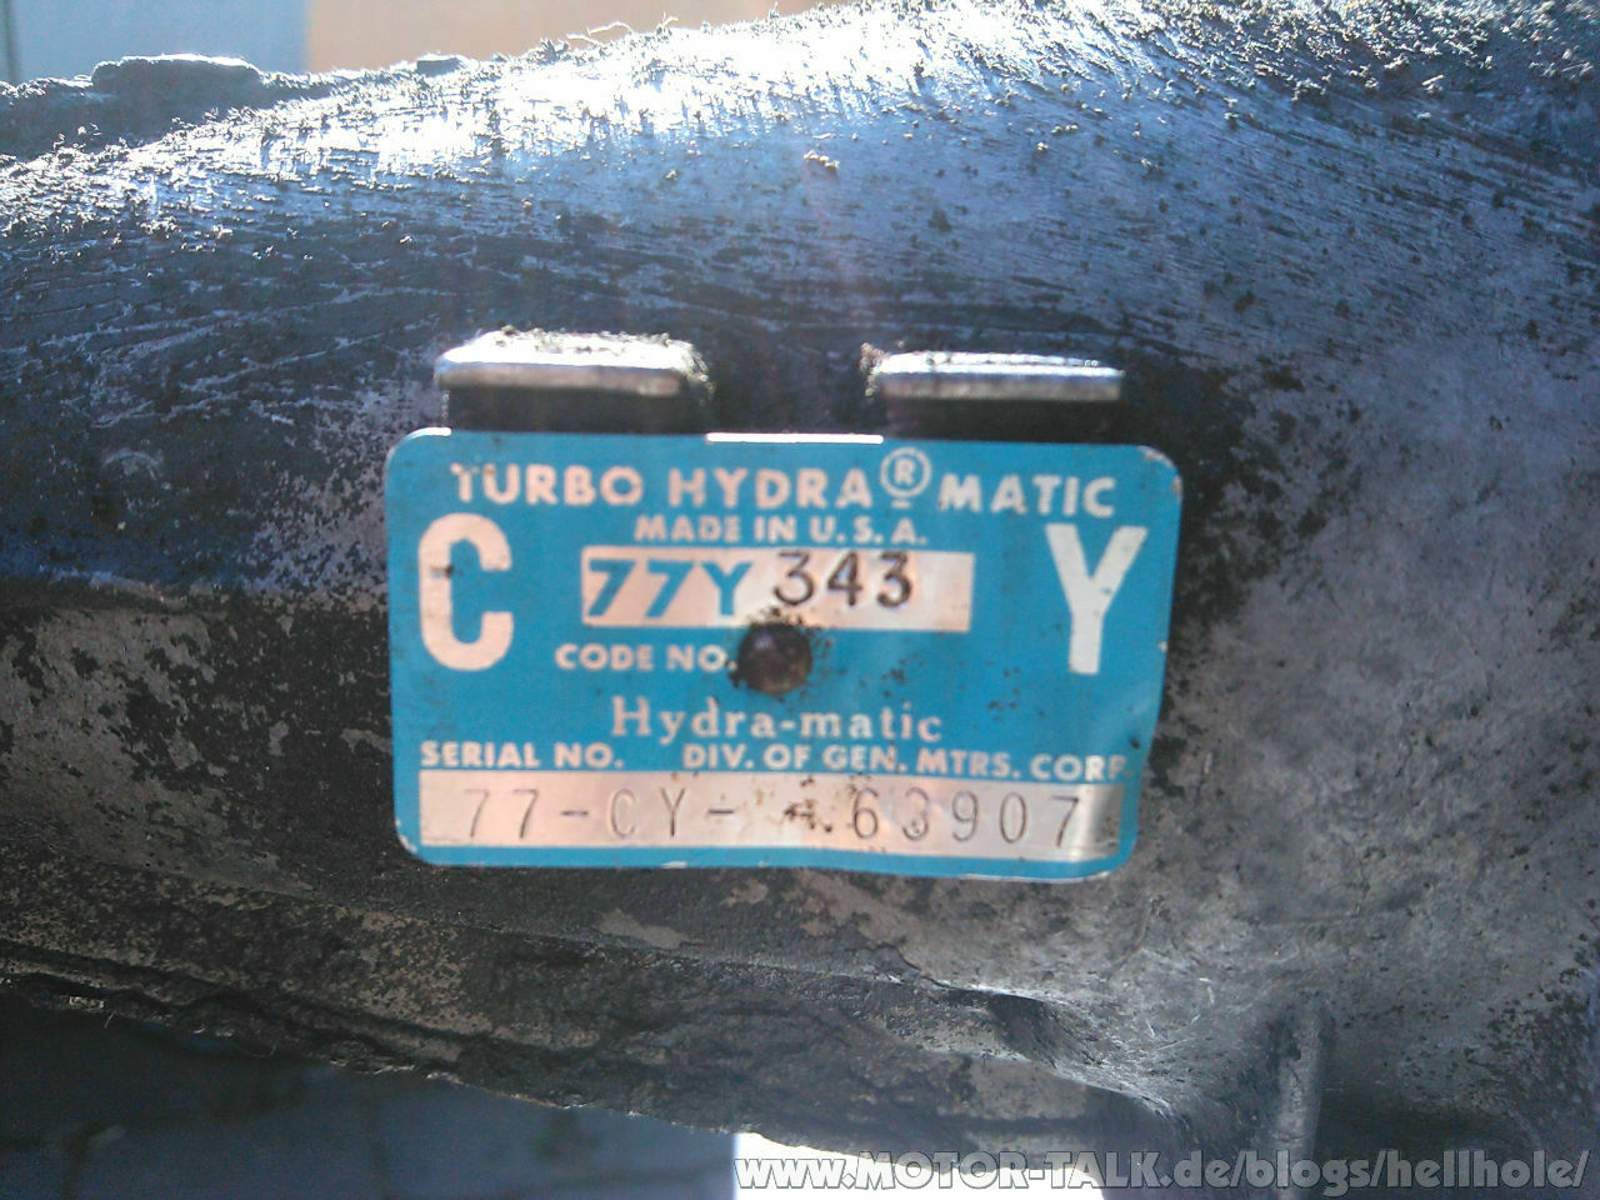 TURBO HYDRA® MATIC
MADE IN U.S.A.
C 77Y 343 Y
CODE NO.
Hydra-matic
SERIAL NO. DIV. OF GEN. MTRS. CORP.
77-CY- 63907
www.MOTOR-TALK.de/blogs/hellhole/